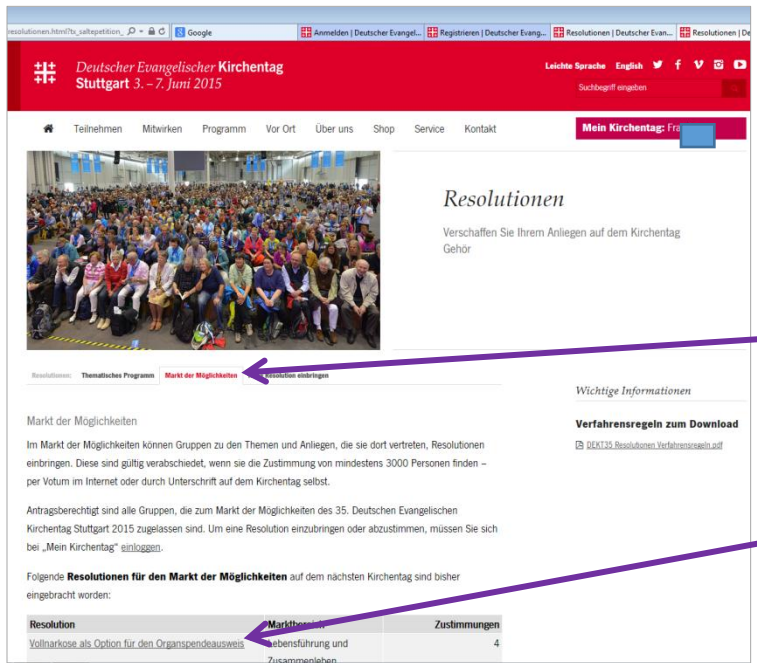 resolutionen.html?ts_saltepetition_
Google
Anmelden | Deutscher Evangel...
Registrieren | Deutscher Evang...
Resolutionen | Deutscher Evan...
Resolutionen | De
Deutscher Evangelischer Kirchentag
Stuttgart 3. – 7. Juni 2015
Leichte Sprache English
Suchbegriff eingeben
Teilnehmen Mitwirken Programm Vor Ort Über uns Shop Service Kontakt
Mein Kirchentag: Fra
Resolutionen
Verschaffen Sie Ihrem Anliegen auf dem Kirchentag
Gehör
Resolutionen: Thematisches Programm Markt der Möglichkeiten Resolution einbringen
Wichtige Informationen
Verfahrensregeln zum Download
DEKT35 Resolutionen Verfahrensregeln.pdf
Markt der Möglichkeiten
Im Markt der Möglichkeiten können Gruppen zu den Themen und Anliegen, die sie dort vertreten, Resolutionen
einbringen. Diese sind gültig verabschiedet, wenn sie die Zustimmung von mindestens 3000 Personen finden –
per Votum im Internet oder durch Unterschrift auf dem Kirchentag selbst.
Antragsberechtigt sind alle Gruppen, die zum Markt der Möglichkeiten des 35. Deutschen Evangelischen
Kirchentag Stuttgart 2015 zugelassen sind. Um eine Resolution einzubringen oder abzustimmen, müssen Sie sich
bei „Mein Kirchentag" einloggen.
Folgende Resolutionen für den Markt der Möglichkeiten auf dem nächsten Kirchentag sind bisher
eingebracht worden:
Resolution Marktbereich Zustimmungen
Vollnarkose als Option für den Organspendeausweis Lebensführung und 4
Zusammenleben